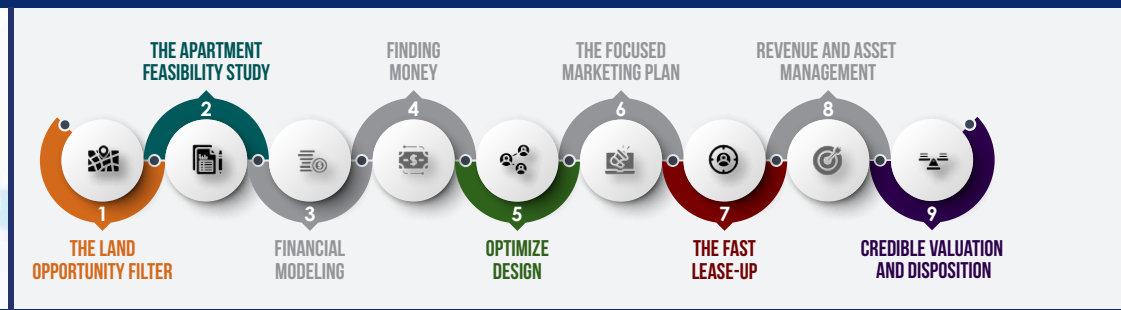 THE APARTMENT
FEASIBILITY STUDY
2
FINDING
MONEY
4
$
THE FOCUSED
MARKETING PLAN
6
REVENUE AND ASSET
MANAGEMENT
8
1
THE LAND
OPPORTUNITY FILTER
3
FINANCIAL
MODELING
5
OPTIMIZE
DESIGN
7
THE FAST
LEASE-UP
9
CREDIBLE VALUATION
AND DISPOSITION